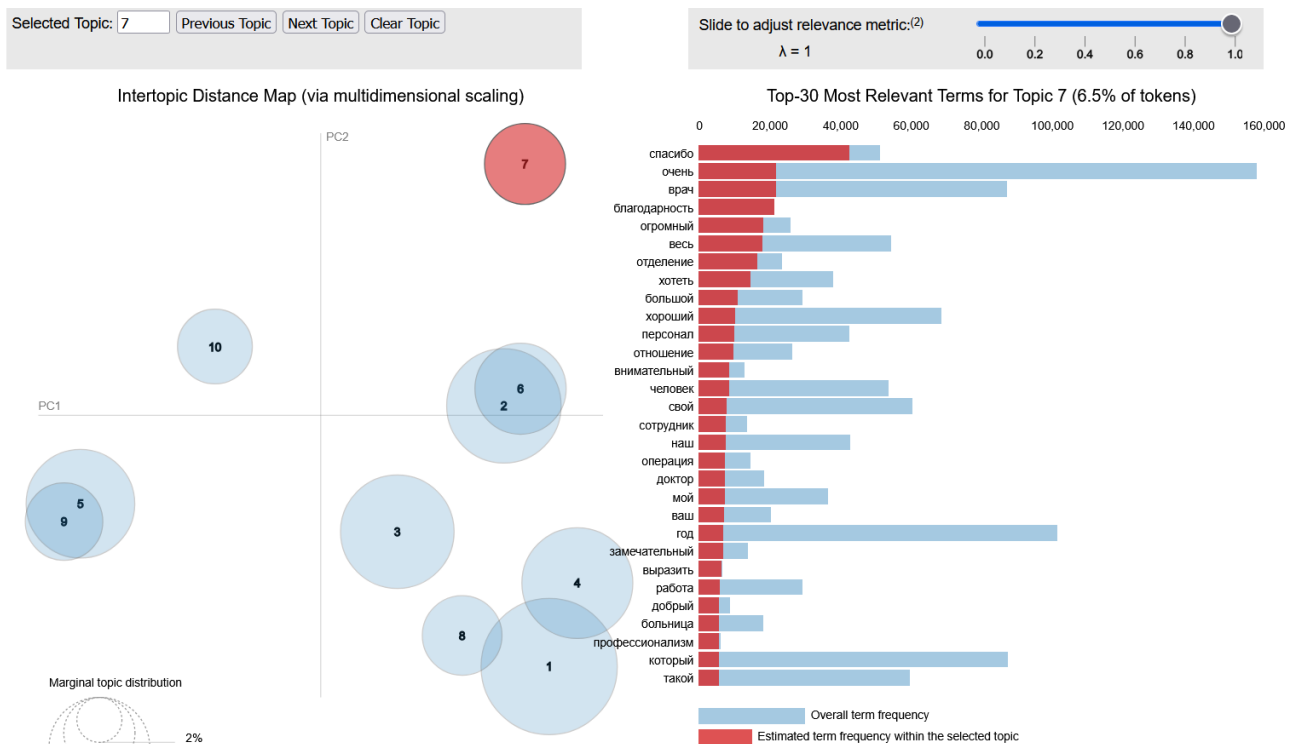 Selected Topic: 7 Previous Topic Next Topic Clear Topic
Slide to adjust relevance metric:(2)
λ = 1
0.0 0.2 0.4 0.6 0.8 1.0
Intertopic Distance Map (via multidimensional scaling)
PC2
PC1
7
10
6
2
5
9
3
4
8
1
Marginal topic distribution
2%
Top-30 Most Relevant Terms for Topic 7 (6.5% of tokens)
0 20,000 40,000 60,000 80,000 100,000 120,000 140,000 160,000
спасибо
очень
врач
благодарность
огромный
весь
отделение
хотеть
большой
хороший
персонал
отношение
внимательный
человек
свой
сотрудник
наш
операция
доктор
мой
ваш
год
замечательный
выразить
работа
добрый
больница
профессионализм
который
такой
Overall term frequency
Estimated term frequency within the selected topic